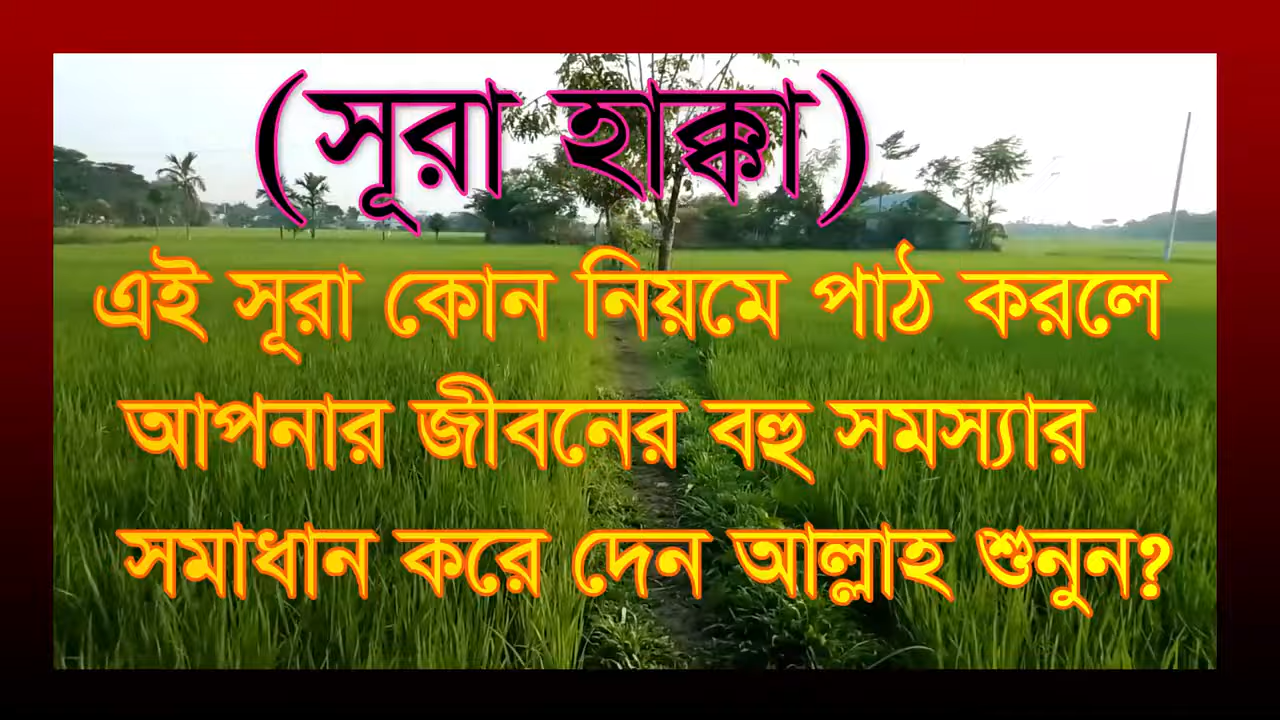 (সূরা হাক্কা)
এই সূরা কোন নিয়মে পাঠ করলে
আপনার জীবনের বহু সমস্যার
সমাধান করে দেন আল্লাহ শুনুন?